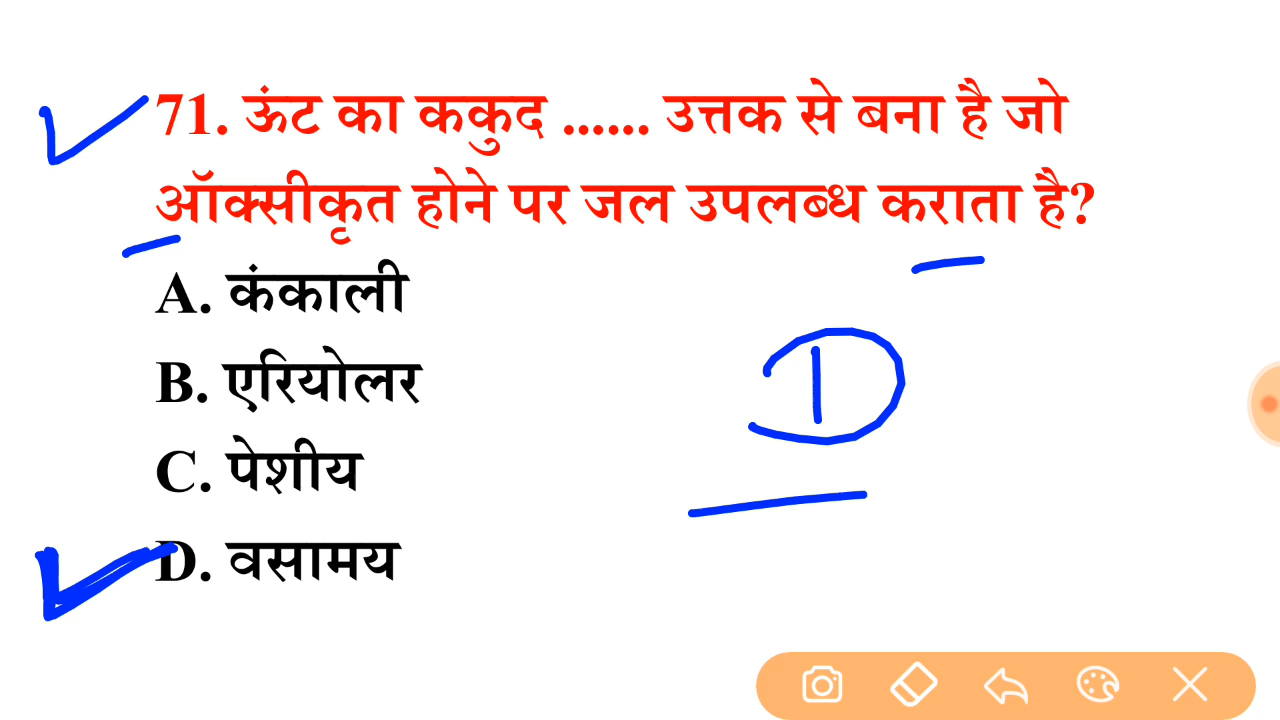 71. ऊंट का ककुद ...... उत्तक से बना है जो
ऑक्सीकृत होने पर जल उपलब्ध कराता है?
A. कंकाली
B. एरियोलर
C. पेशीय
D. वसामय
D